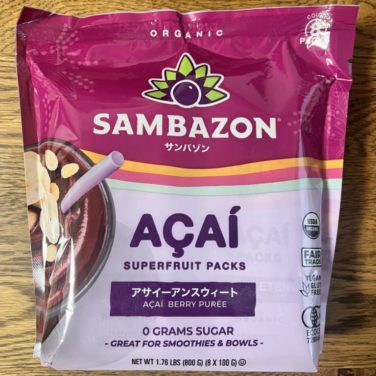 ORGANIC
SAMBAZON®
サンバゾン
AÇAÍ
SUPERFRUIT PACKS
アサイーアンスウィート
AÇAÍ BERRY PURÉE
0 GRAMS SUGAR
- GREAT FOR SMOOTHIES & BOWLS -
NET WT 1.76 LBS (800 G) (8 X 100 G)
USDA
ORGANIC
FAIR
TRADE
VEGAN
GLUTEN
FREE